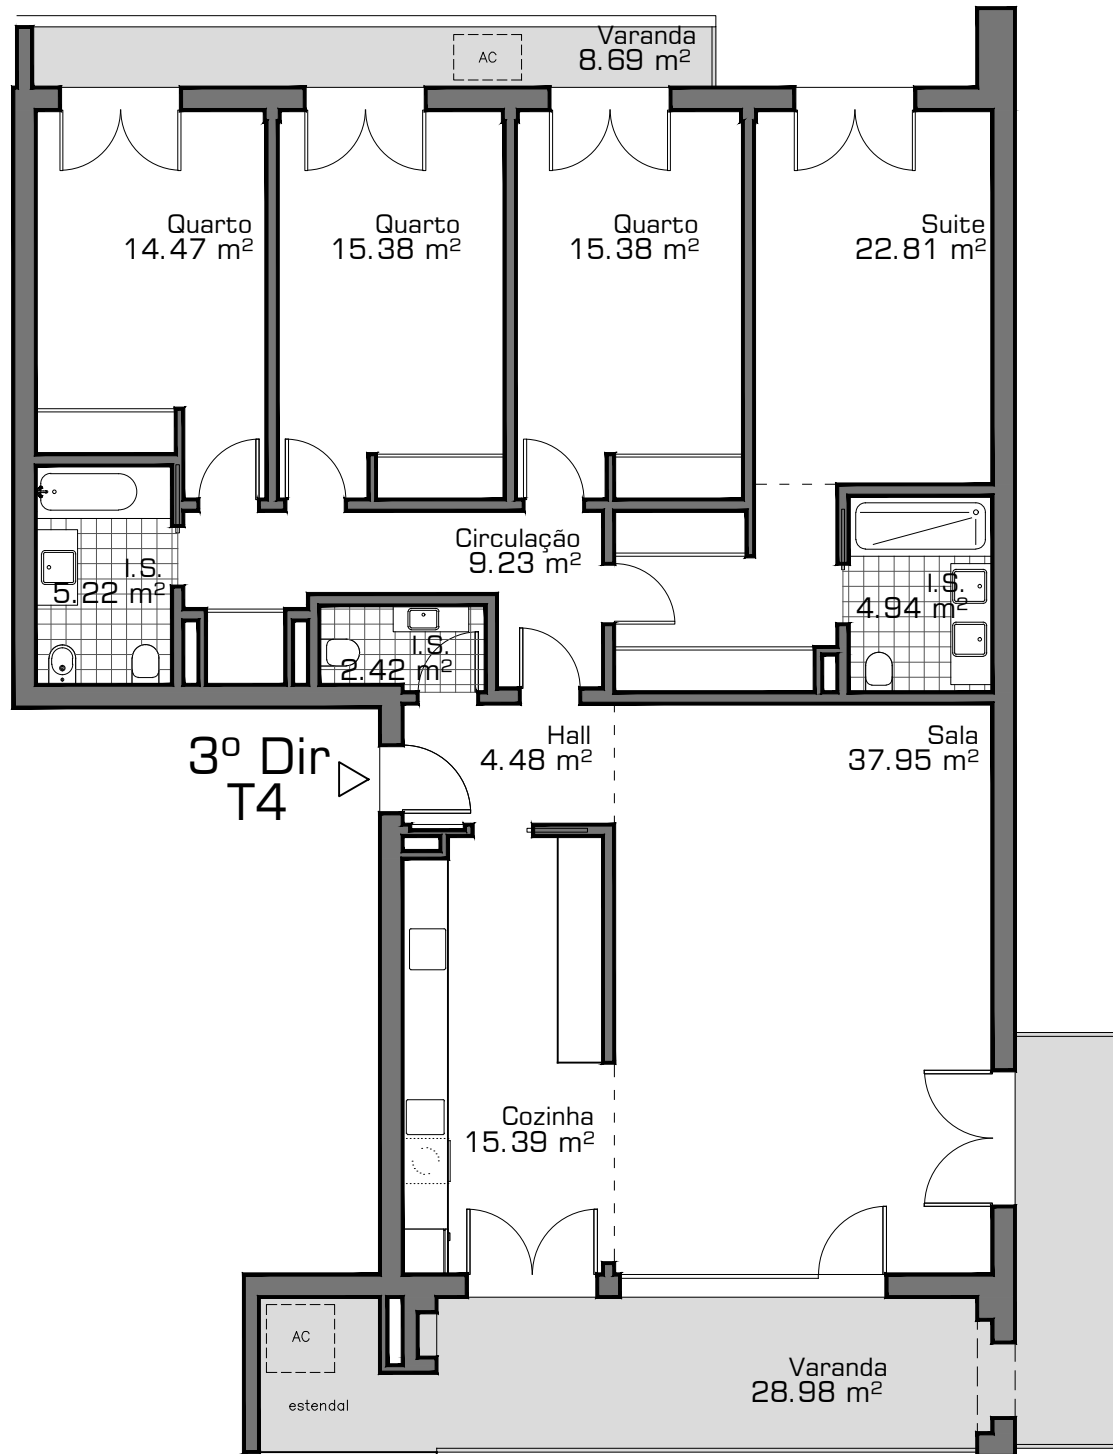 Varanda
8.69 m²
AC
Quarto
14.47 m²
Quarto
15.38 m²
Quarto
15.38 m²
Suite
22.81 m²
Circulação
9.23 m²
I.S.
5.22 m²
I.S.
4.94 m²
I.S.
2.42 m²
3º Dir
T4
Hall
4.48 m²
Sala
37.95 m²
Cozinha
15.39 m²
AC
estendal
Varanda
28.98 m²